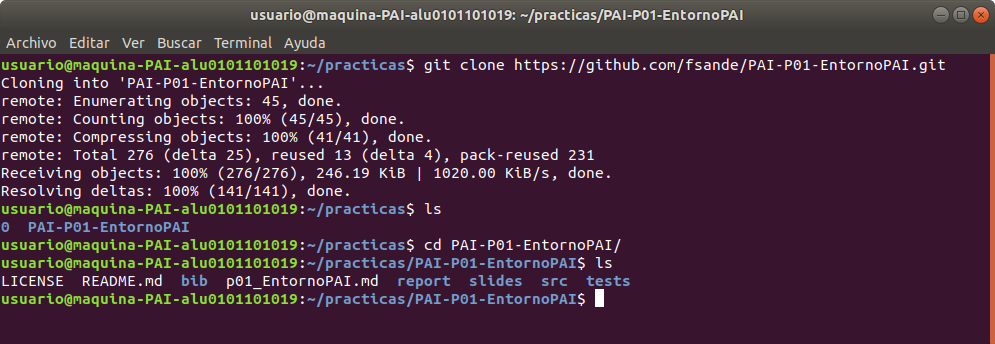 usuario@maquina-PAI-alu0101101019: ~/practicas/PAI-P01-EntornoPAI
Archivo Editar Ver Buscar Terminal Ayuda
usuario@maquina-PAI-alu0101101019:~/practicas$ git clone https://github.com/fsande/PAI-P01-EntornoPAI.git
Cloning into 'PAI-P01-EntornoPAI'...
remote: Enumerating objects: 45, done.
remote: Counting objects: 100% (45/45), done.
remote: Compressing objects: 100% (41/41), done.
remote: Total 276 (delta 25), reused 13 (delta 4), pack-reused 231
Receiving objects: 100% (276/276), 246.19 KiB | 1020.00 KiB/s, done.
Resolving deltas: 100% (141/141), done.
usuario@maquina-PAI-alu0101101019:~/practicas$ ls
0  PAI-P01-EntornoPAI
usuario@maquina-PAI-alu0101101019:~/practicas$ cd PAI-P01-EntornoPAI/
usuario@maquina-PAI-alu0101101019:~/practicas/PAI-P01-EntornoPAI$ ls
LICENSE  README.md  bib  p01_EntornoPAI.md  report  slides  src  tests
usuario@maquina-PAI-alu0101101019:~/practicas/PAI-P01-EntornoPAI$